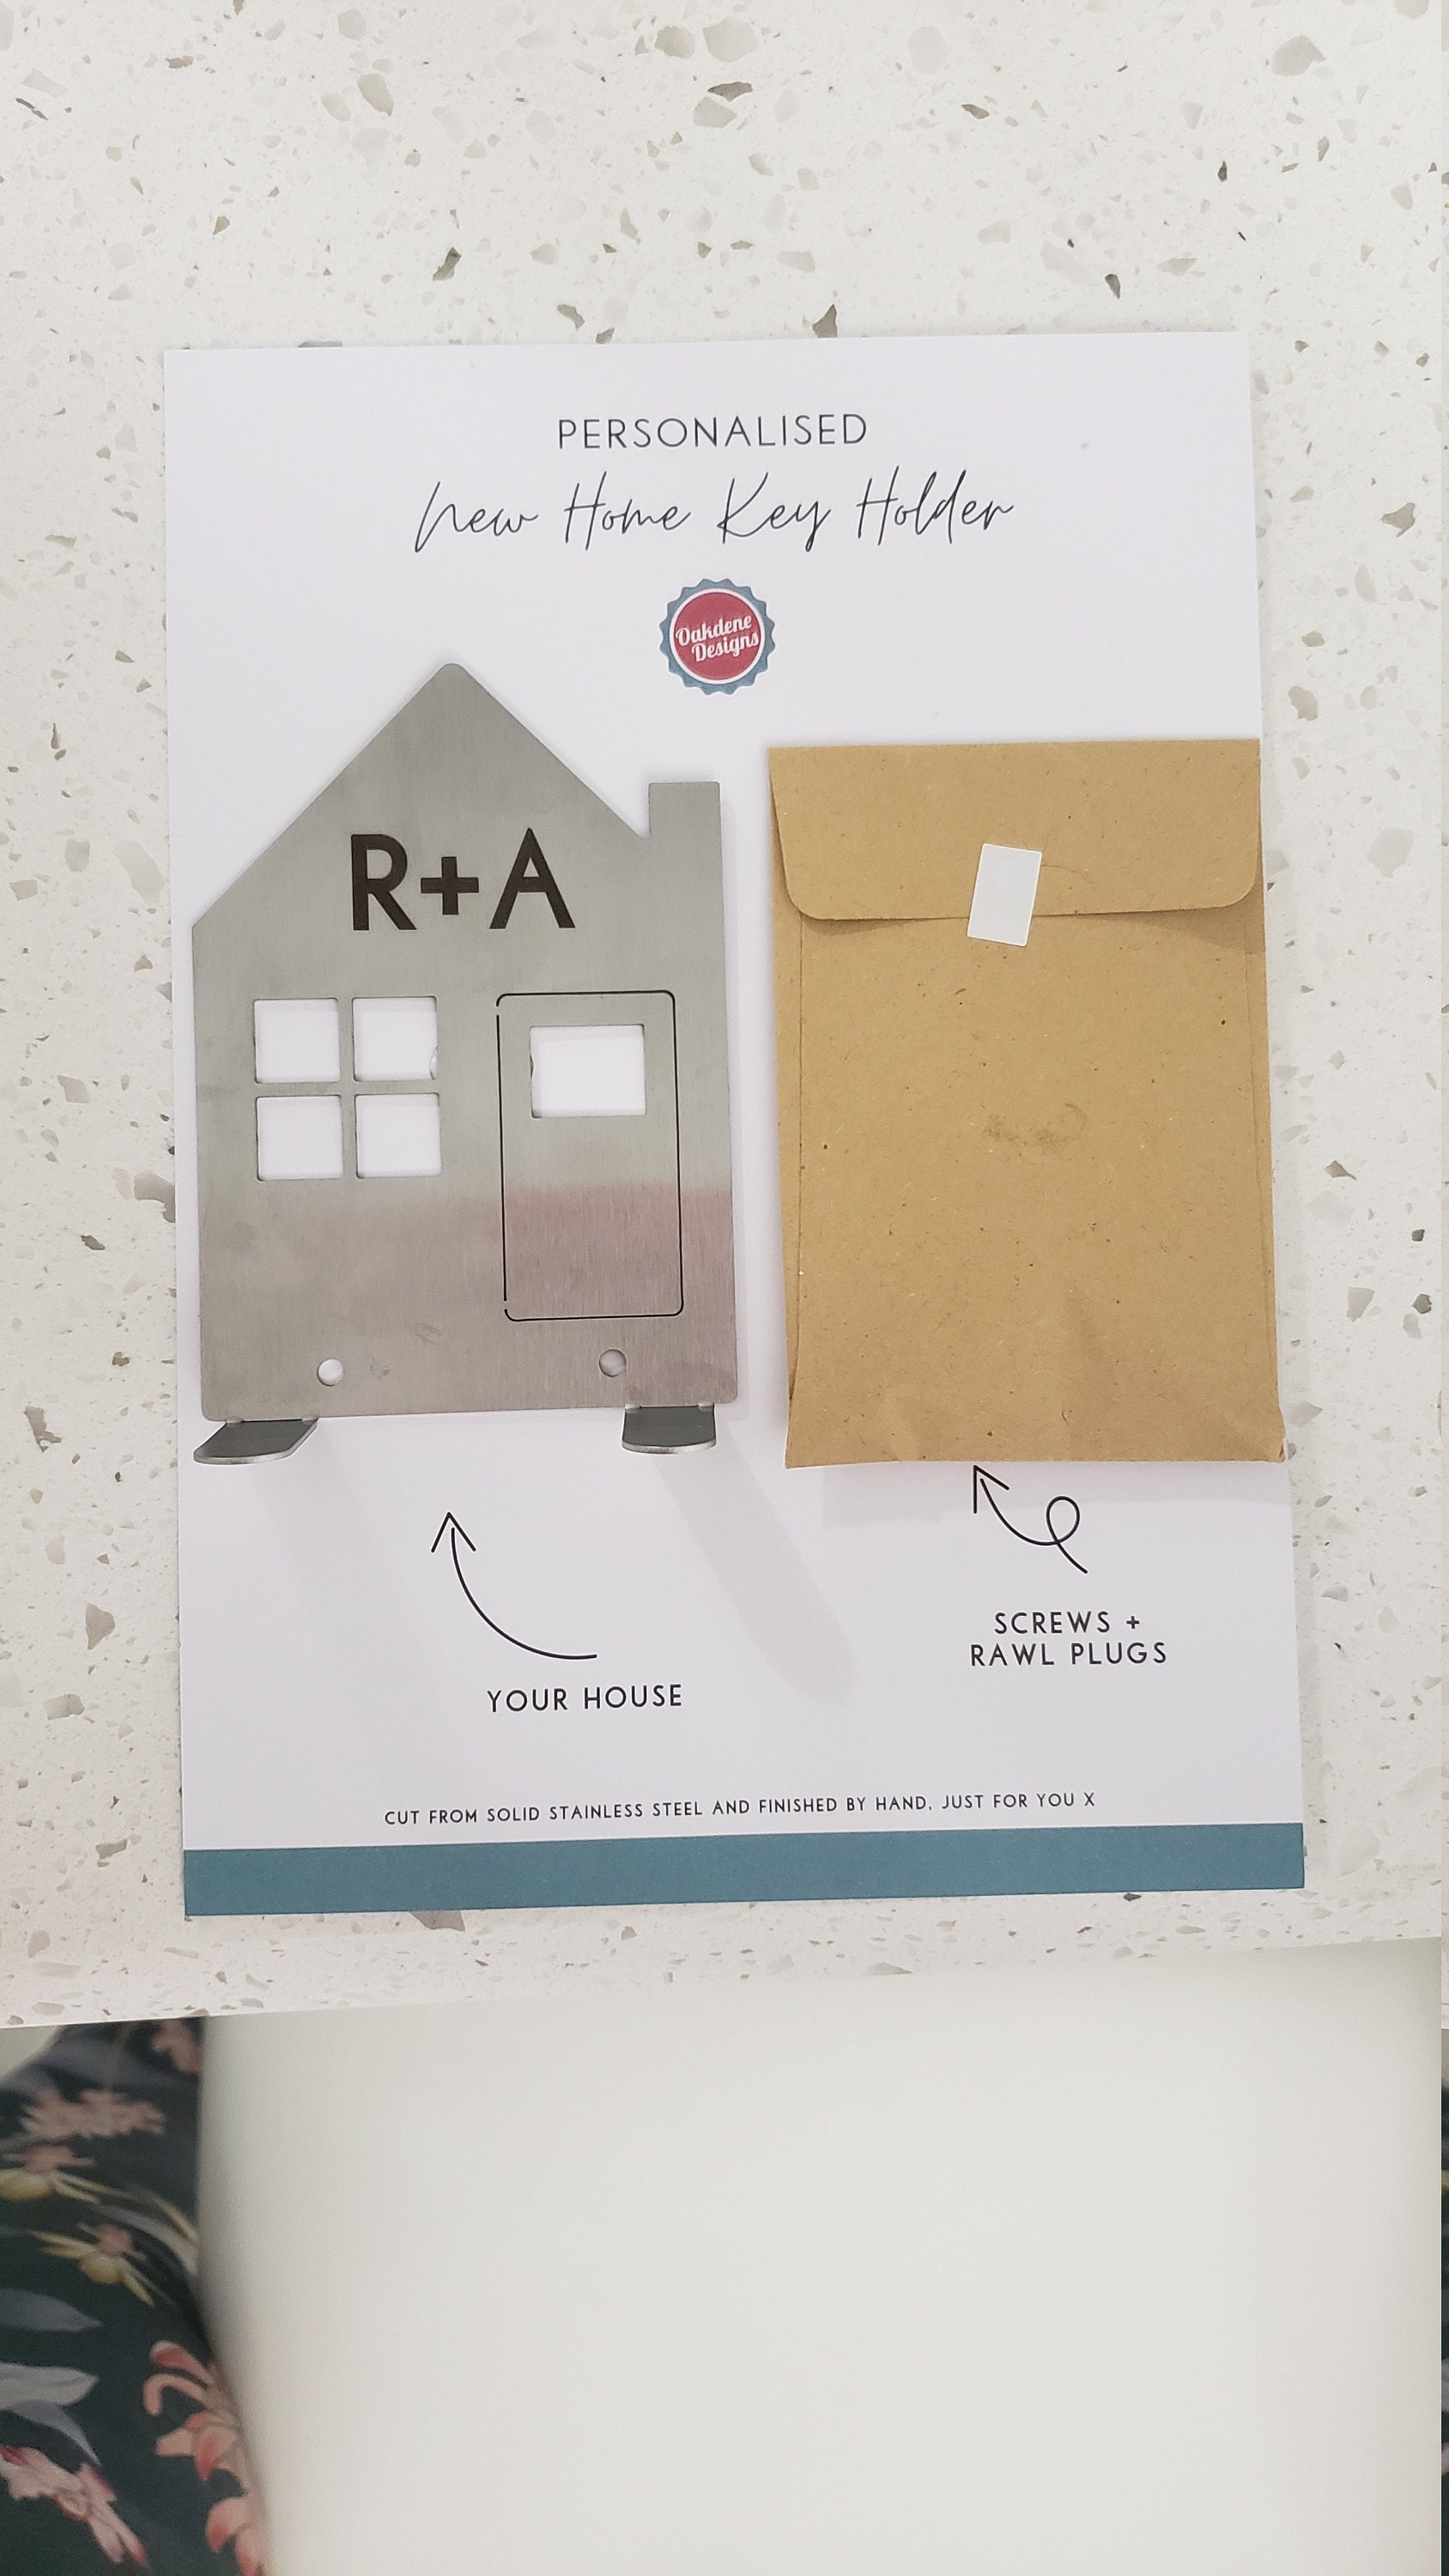 PERSONALISED
New Home Key Holder
Oakdene
Designs
R+A
SCREWS +
RAWL PLUGS
YOUR HOUSE
CUT FROM SOLID STAINLESS STEEL AND FINISHED BY HAND, JUST FOR YOU X